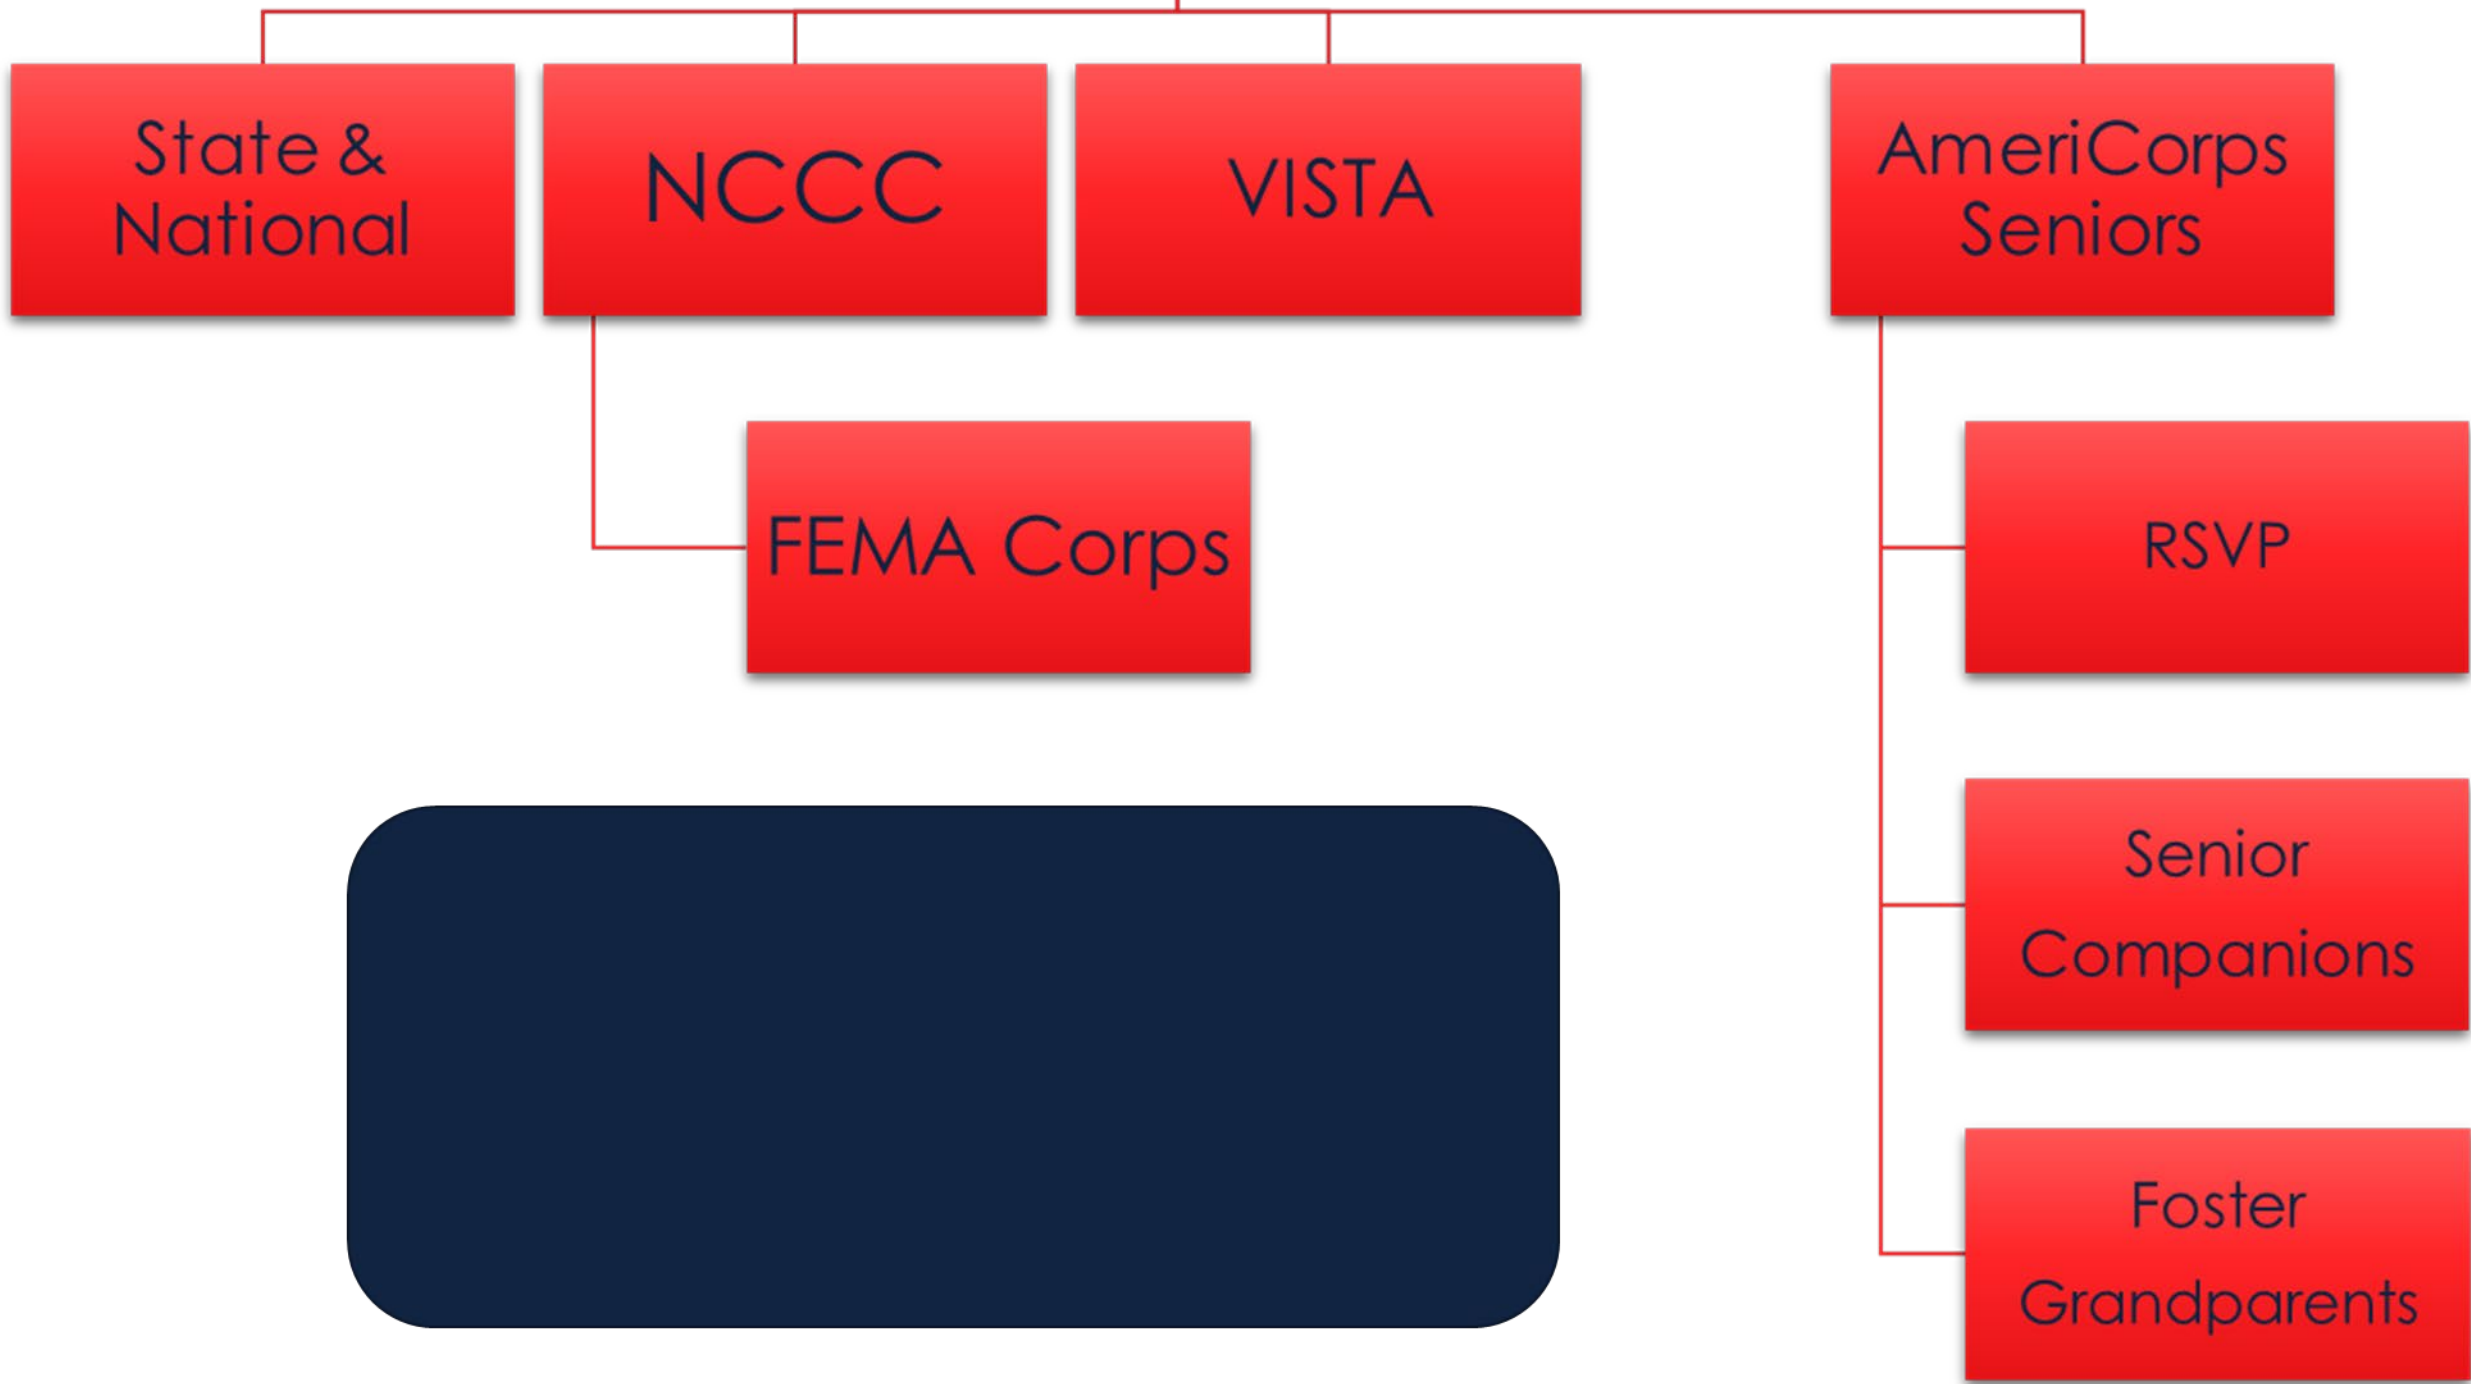 State &
National
NCCC
VISTA
AmeriCorps
Seniors
FEMA Corps
RSVP
Senior
Companions
Foster
Grandparents